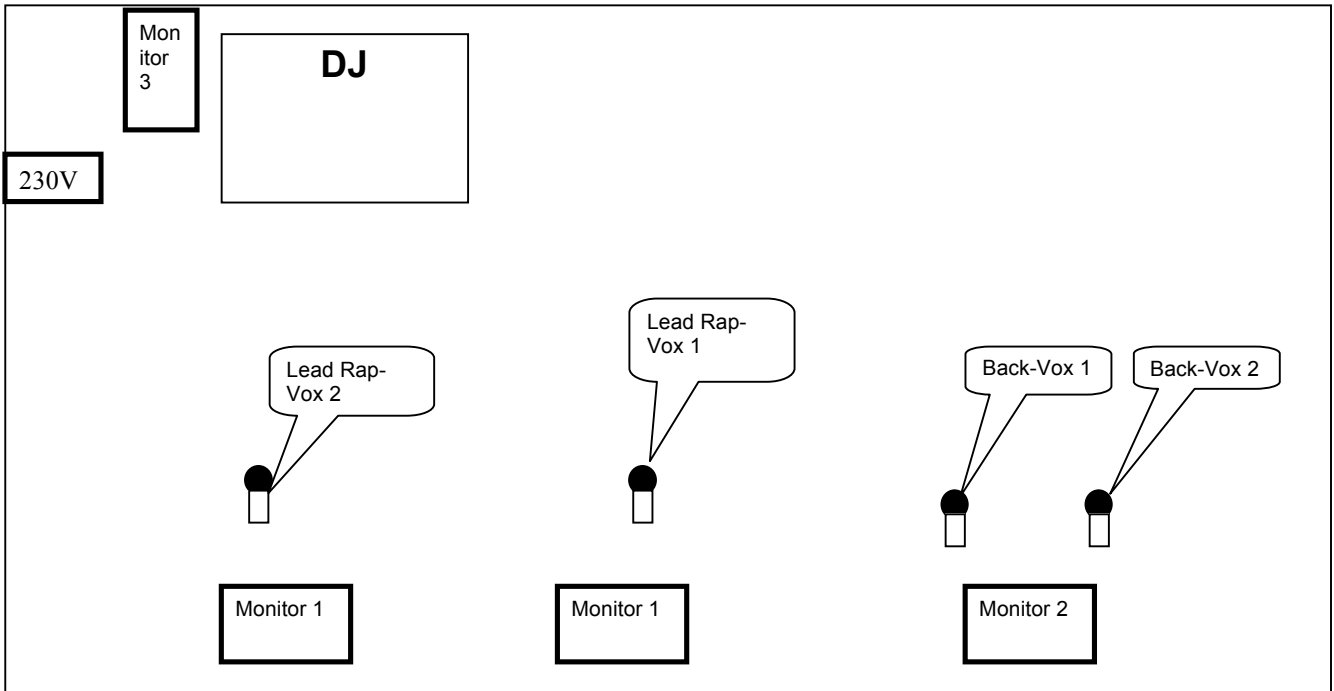 Mon
itor
3
DJ
230V
Lead Rap-
Vox 1
Lead Rap-
Vox 2
Back-Vox 1
Back-Vox 2
Monitor 1
Monitor 1
Monitor 2